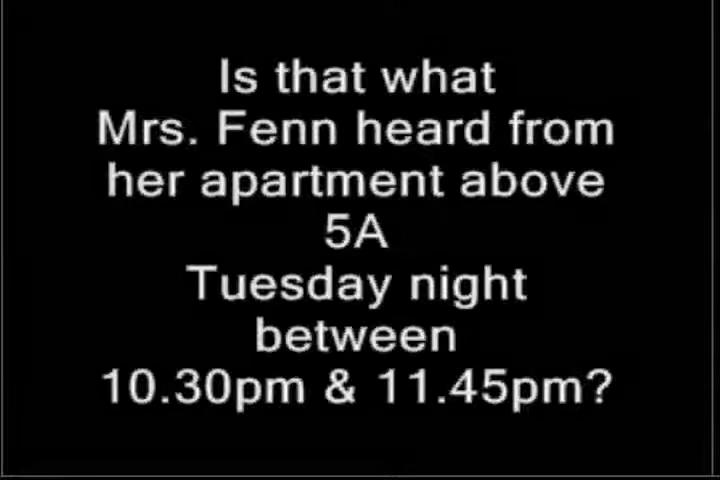 Is that what
Mrs. Fenn heard from
her apartment above
5A
Tuesday night
between
10.30pm & 11.45pm?